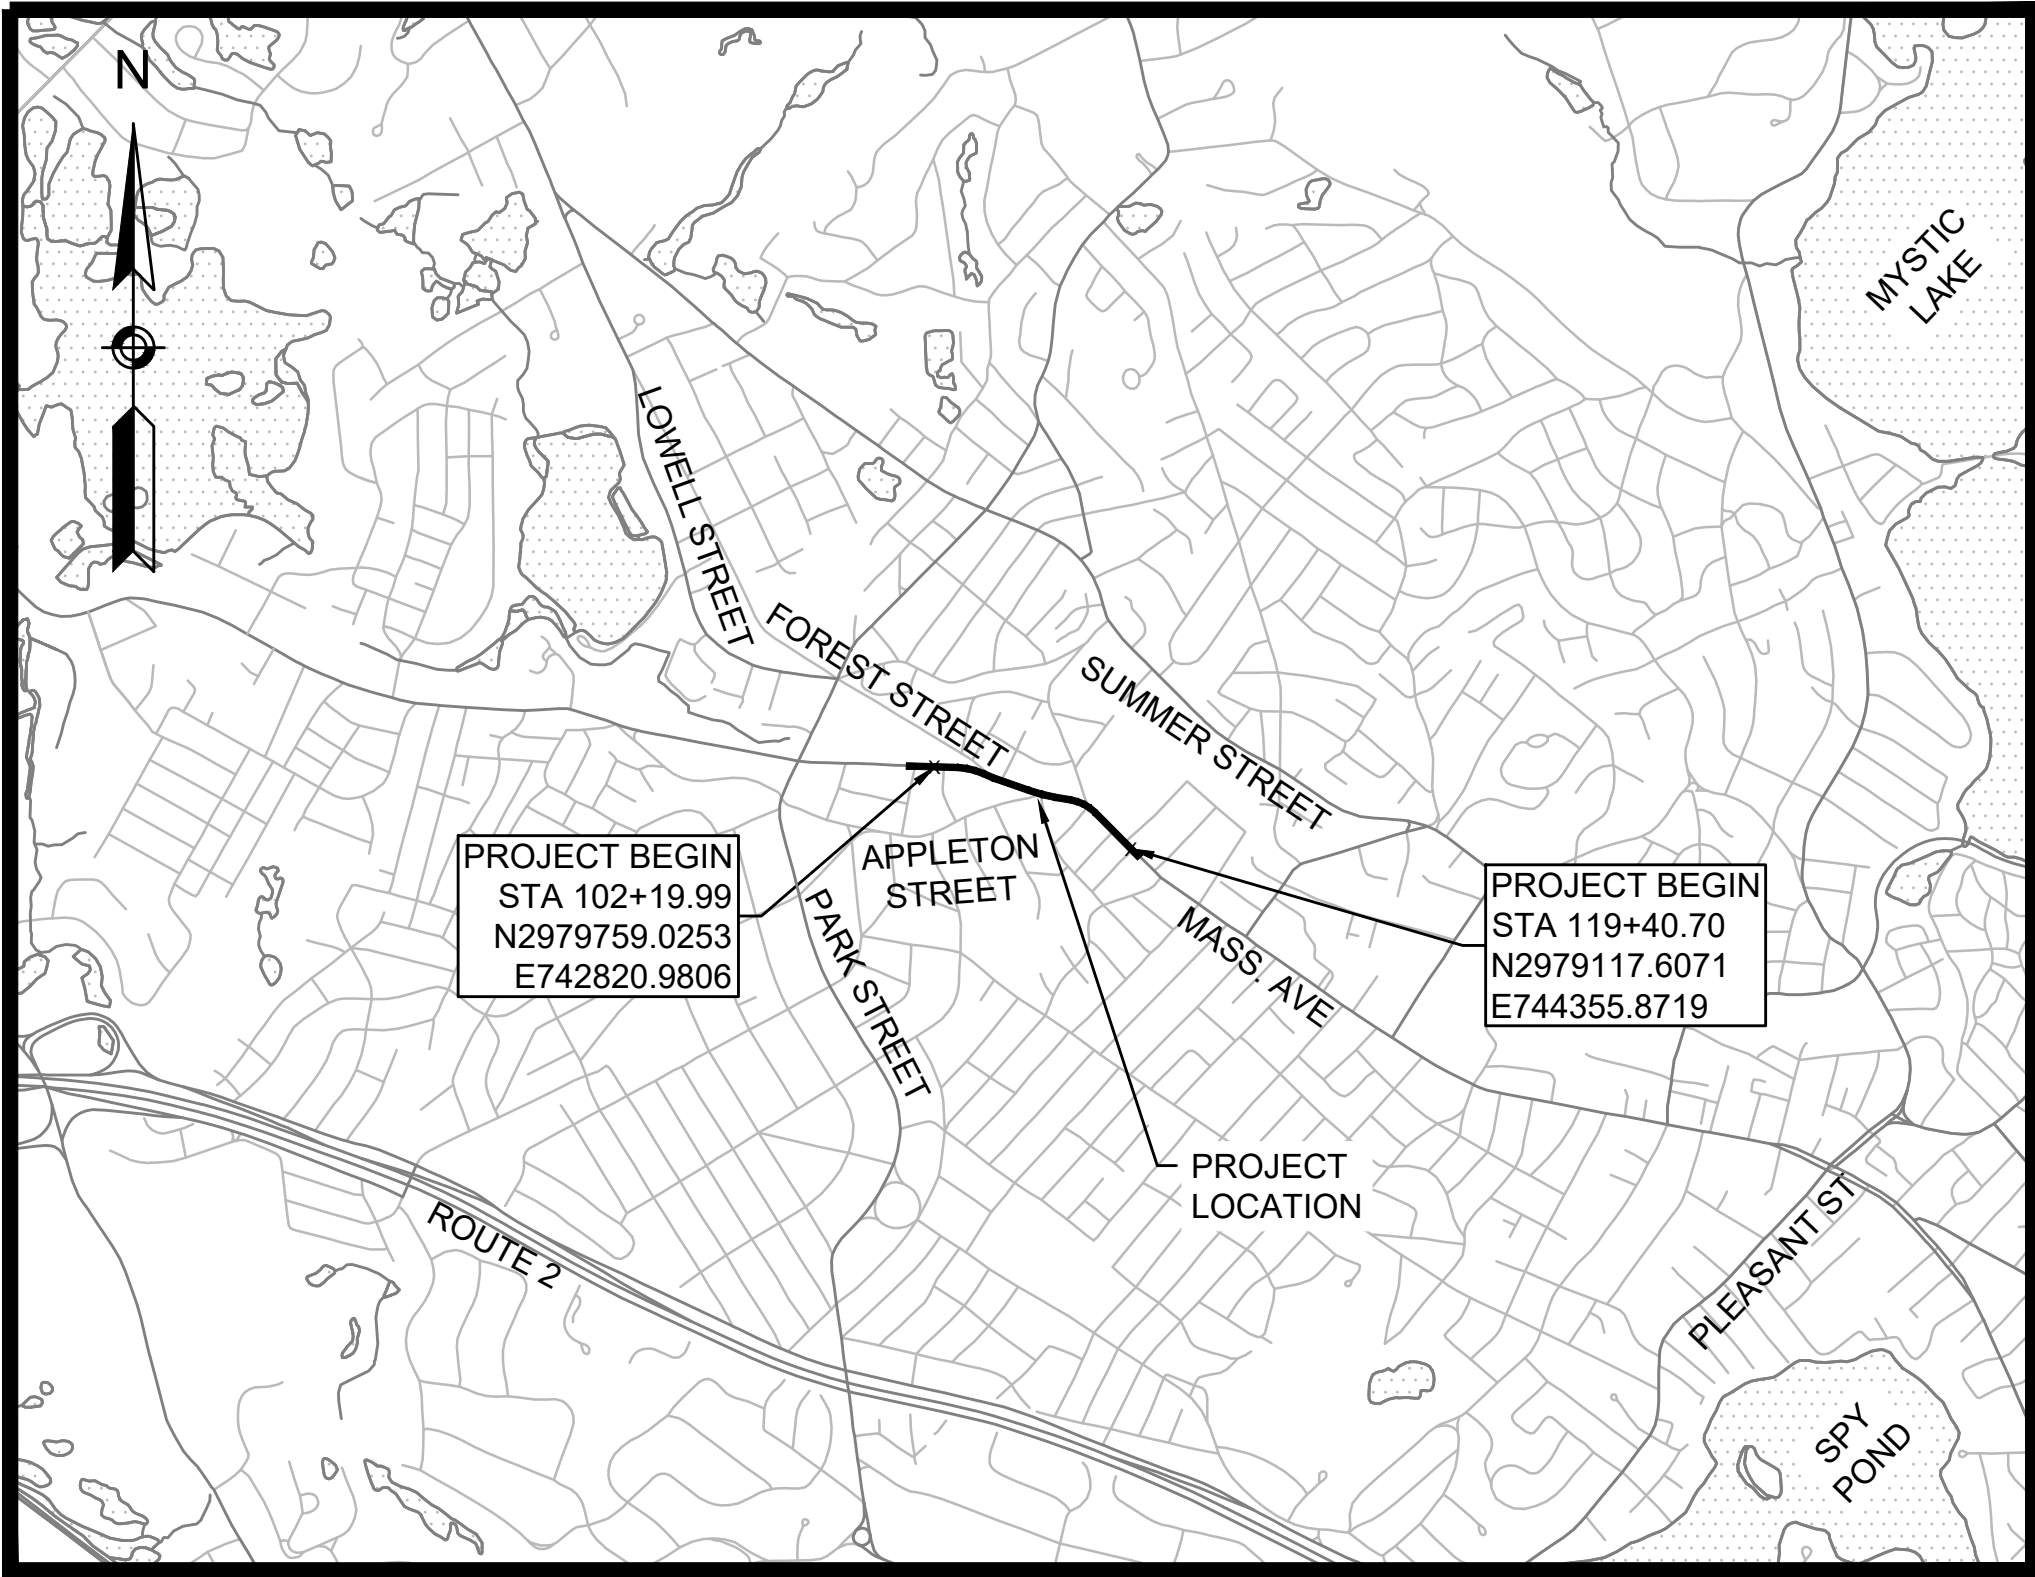 N
MYSTIC
LAKE
LOWELL STREET
FOREST STREET
SUMMER STREET
PROJECT BEGIN
STA 102+19.99
N2979759.0253
E742820.9806
APPLETON
STREET
PARK STREET
MASS. AVE
PROJECT BEGIN
STA 119+40.70
N2979117.6071
E744355.8719
PROJECT
LOCATION
ROUTE 2
PLEASANT ST
SPY
POND